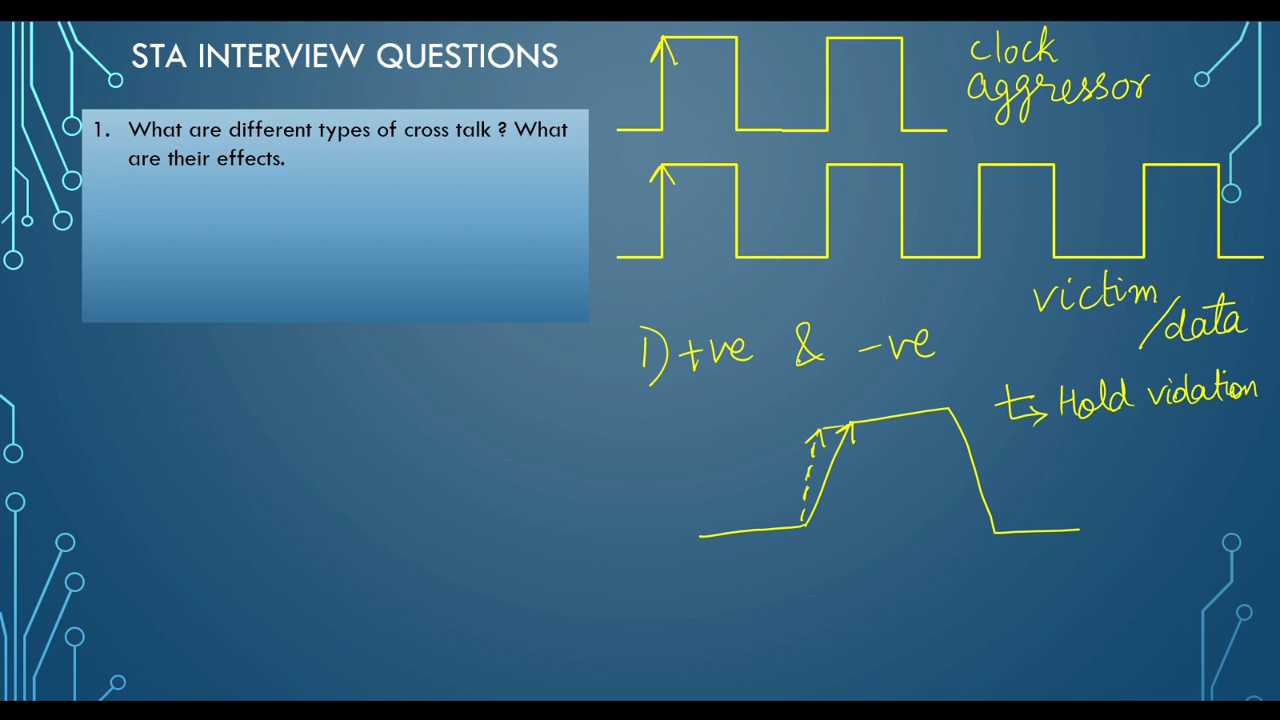 STA INTERVIEW QUESTIONS
1. What are different types of cross talk ? What
are their effects.
clock
aggressor
victim
/data
1) +ve & -ve
Hold vidation